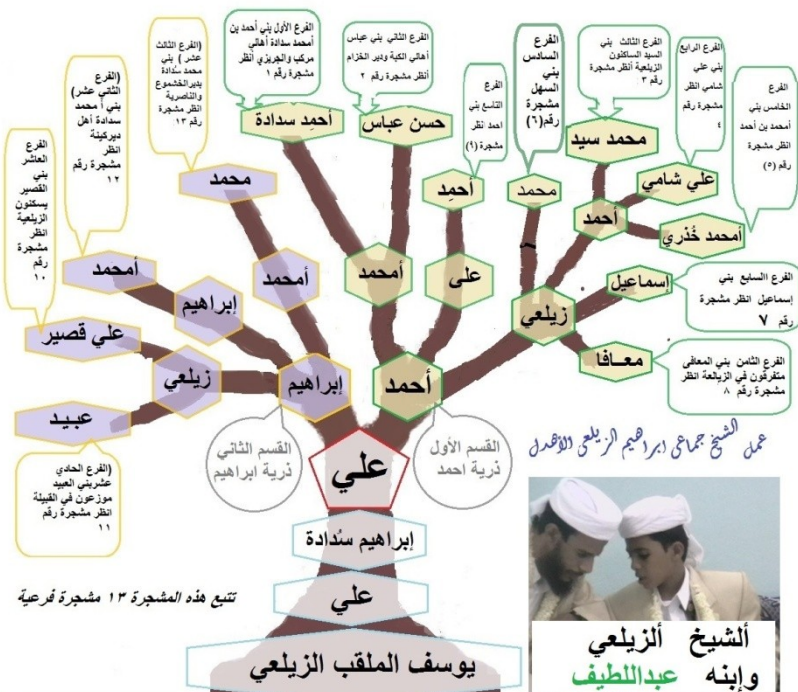 الفرع الأول بني أحمد بن
أمحمد سدادة أهالي
مركب والجريزي أنظر
مشجرة رقم ١
الفرع الثاني بني عباس
أهالي الكبة ودير الخزام
أنظر مشجرة رقم ٢
الفرع
السادس
بني
السهل
مشجرة
رقم(٦)
الفرع الثالث بني
السيد الساكنون
الزيلعية أنظر مشجرة
رقم ٣
الفرع الرابع
بني علي
شامي انظر
مشجرة رقم
٤
الفرع
الخامس بني
أمحمد بن أحمد
انظر مشجرة
رقم (٥)
(الفرع الثالث
عشر) بني
محمد سُدادة
بديرالخشموع
والناصرية
انظر مشجرة
رقم ١٣
(الفرع
الثاني عشر)
بني أ محمد
سدادة أهل
ديركينة
انظر
مشجرة رقم
١٢
الفرع
العاشر
بني
القصير
يسكنون
الزيلعية
انظر
مشجرة
رقم
١٠
الفرع
التاسع بني
احمد انظر
مشجرة (٩)
أحمد سدادة
حسن عباس
محمد سيد
محمد
أحمد
محمد
علي شامي
أحمد
أمحمد خُذري
أمحمد
إبراهيم
أمحمد
أمحمد
على
زيلعي
إسماعيل
الفرع السابع بني
إسماعيل انظر مشجرة
رقم ٧
علي قصير
زيلعي
إبراهيم
أحمد
معـافا
الفرع الثامن بني المعافى
متفرقون في الزيالعة انظر
مشجرة رقم ٨
عبـيـد
القسم الثاني
ذرية ابراهيم
القسم الأول
ذرية احمد
عمل الشيخ جماعي ابراهيم الزيلعي الأهدل
علي
(الفرع الحادي
عشربني العبيد
موزعون في القبيلة
انظر مشجرة رقم
١١
إبراهيم سُدادة
تتبع هذه المشجرة ١٣ مشجرة فرعية
علي
يوسف الملقب الزيلعي
ألشيخ ألزيلعي
وإبنه عبداللطيف